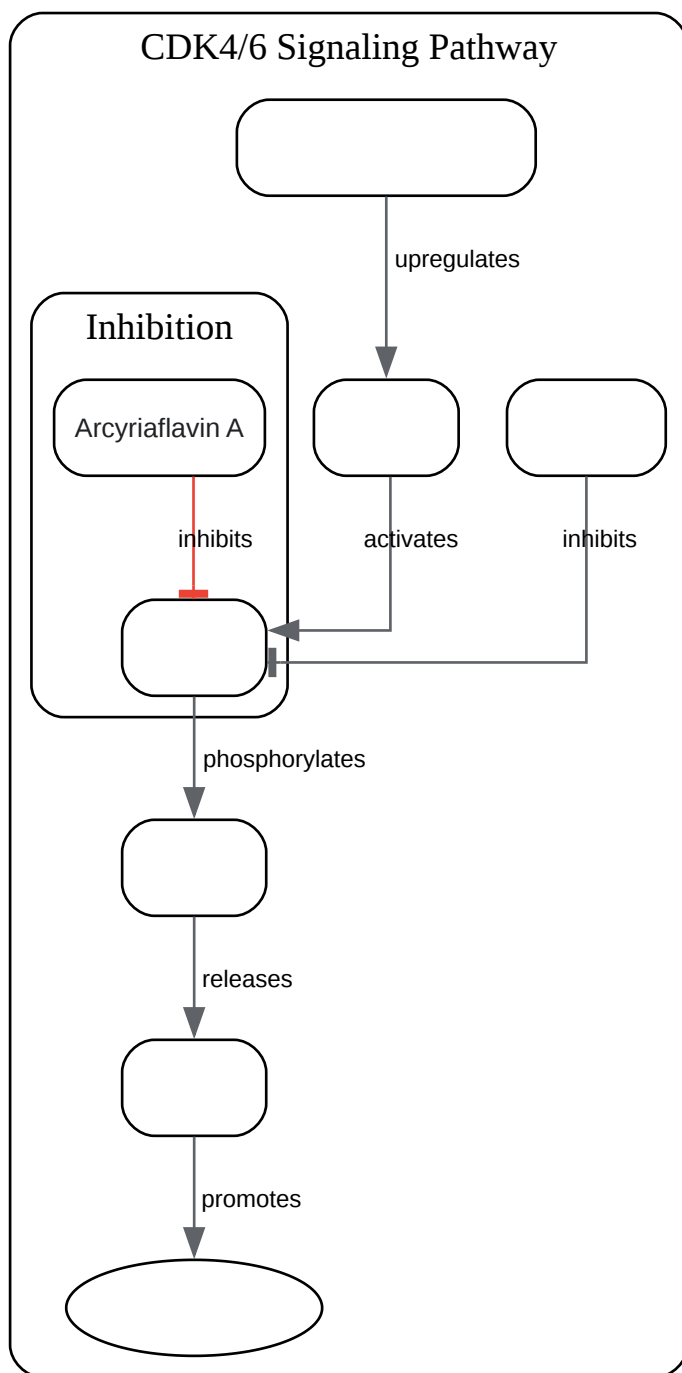 CDK4/6 Signaling Pathway
upregulates
Inhibition
Arcyriaflavin A
inhibits
activates
inhibits
phosphorylates
releases
promotes